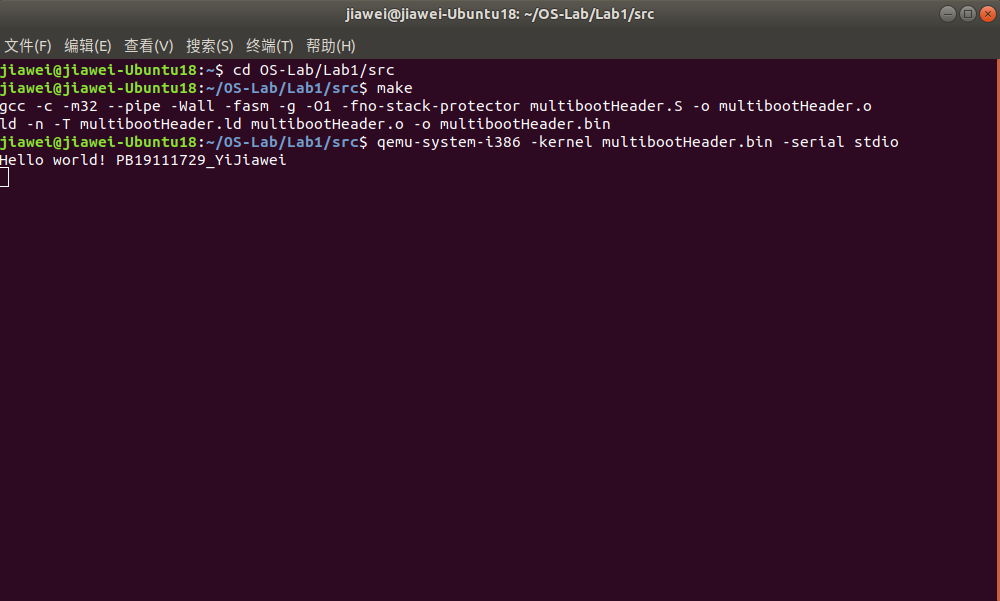 jiawei@jiawei-Ubuntu18: ~/OS-Lab/Lab1/src
文件(F) 编辑(E) 查看(V) 搜索(S) 终端(T) 帮助(H)
jiawei@jiawei-Ubuntu18:~$ cd OS-Lab/Lab1/src
jiawei@jiawei-Ubuntu18:~/OS-Lab/Lab1/src$ make
gcc -c -m32 --pipe -Wall -fasm -g -O1 -fno-stack-protector multibootHeader.S -o multibootHeader.o
ld -n -T multibootHeader.ld multibootHeader.o -o multibootHeader.bin
jiawei@jiawei-Ubuntu18:~/OS-Lab/Lab1/src$ qemu-system-i386 -kernel multibootHeader.bin -serial stdio
Hello world! PB19111729_YiJiawei